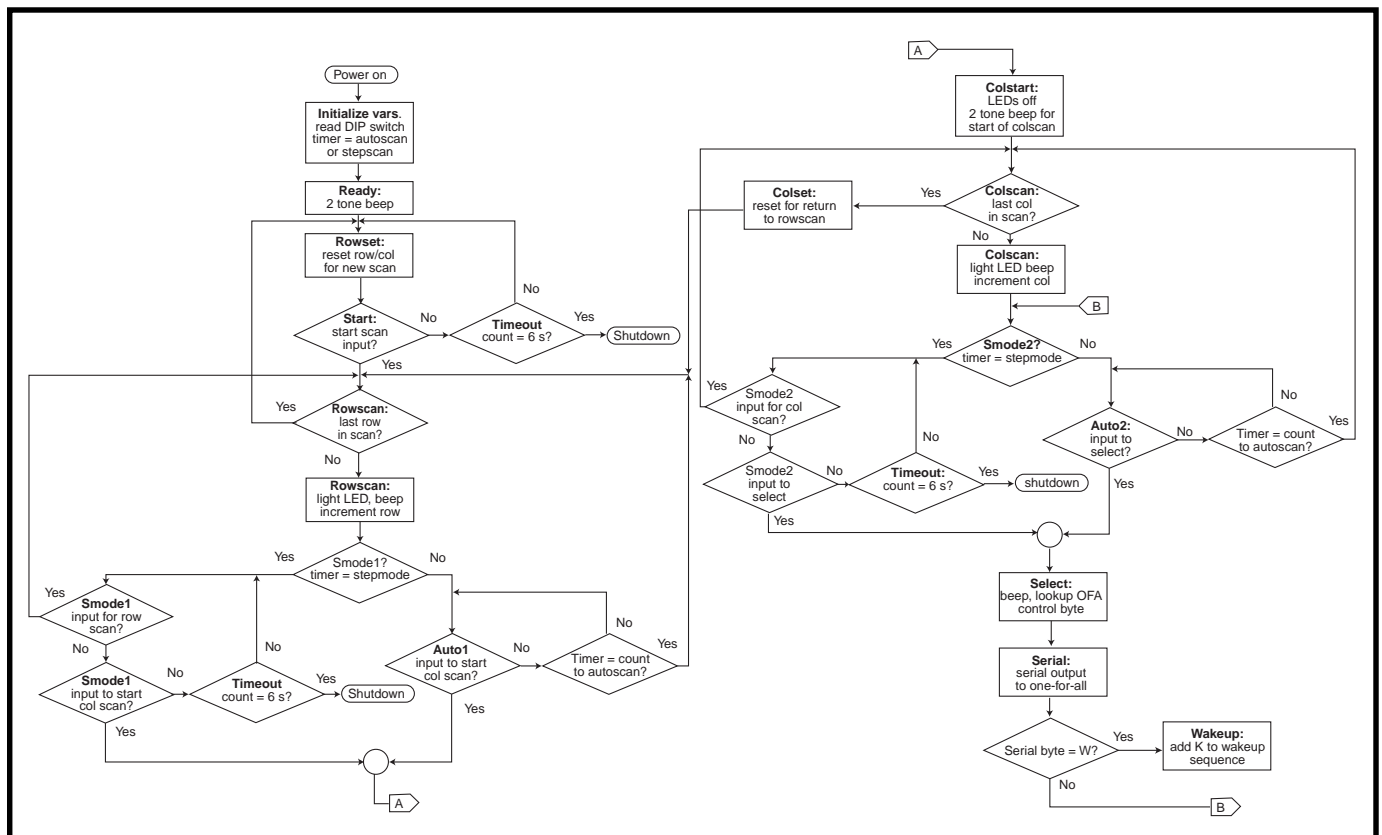 Power on
Initialize vars.
read DIP switch
timer = autoscan
or stepscan
Ready:
2 tone beep
Rowset:
reset row/col
for new scan
Start:
start scan
input?
No
Yes
Timeout
count = 6 s?
No
Yes
Shutdown
Rowscan:
last row
in scan?
Yes
No
Rowscan:
light LED, beep
increment row
Smode1?
timer = stepmode
Yes
No
Smode1
input for row
scan?
Yes
No
Smode1
input to start
col scan?
No
Yes
Timeout
count = 6 s?
No
Yes
Shutdown
Auto1
input to start
col scan?
No
Yes
Timer = count
to autoscan?
No
Yes
A
A
Colstart:
LEDs off
2 tone beep for
start of colscan
Colscan:
last col
in scan?
Yes
No
Colset:
reset for return
to rowscan
Colscan:
light LED beep
increment col
B
Smode2?
timer = stepmode
Yes
No
Smode2
input for col
scan?
Yes
No
Smode2
input to
select
No
Yes
Timeout:
count = 6 s?
No
Yes
shutdown
Auto2:
input to
select?
No
Yes
Timer = count
to autoscan?
No
Yes
Select:
beep, lookup OFA
control byte
Serial:
serial output
to one-for-all
Serial byte = W?
Yes
No
Wakeup:
add K to wakeup
sequence
B